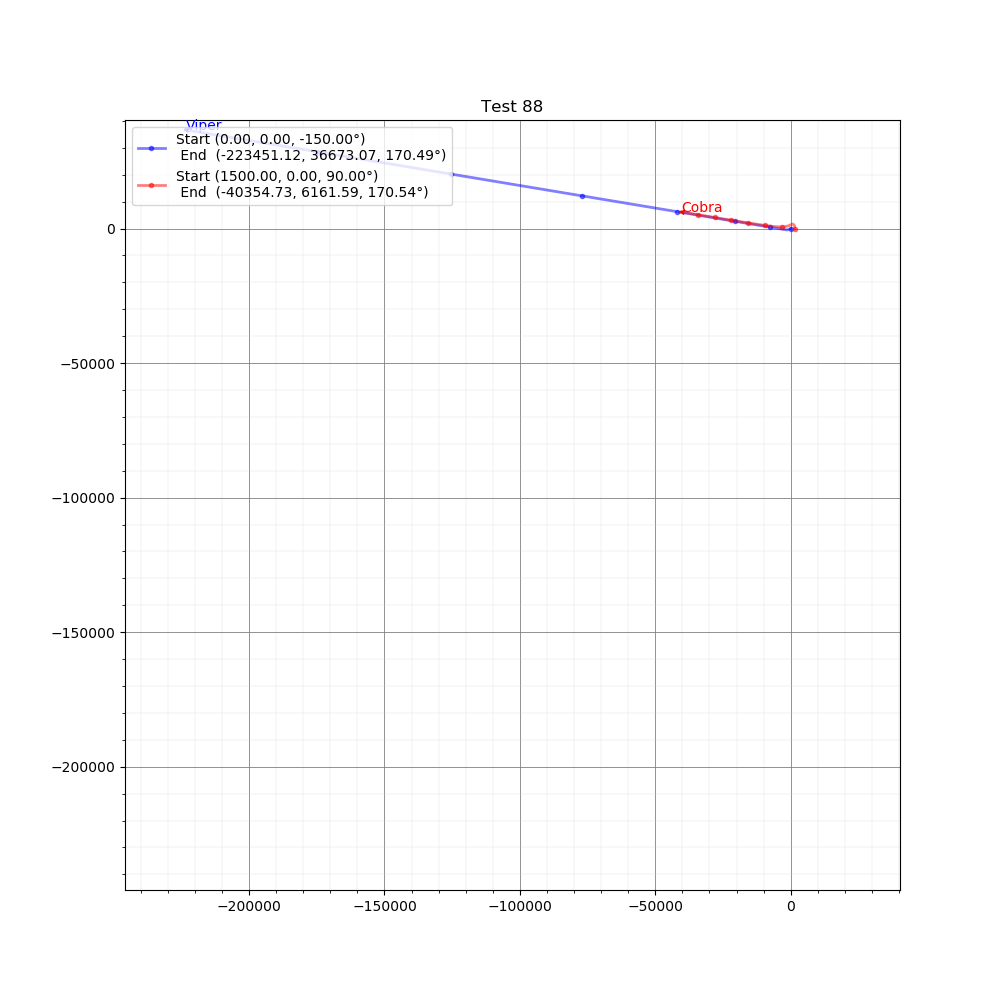 Test 88
Viper
Start (0.00, 0.00, -150.00°)
End (-223451.12, 36673.07, 170.49°)
Start (1500.00, 0.00, 90.00°)
End (-40354.73, 6161.59, 170.54°)
Cobra
0
−50000
−100000
−150000
−200000
−200000
−150000
−100000
−50000
0